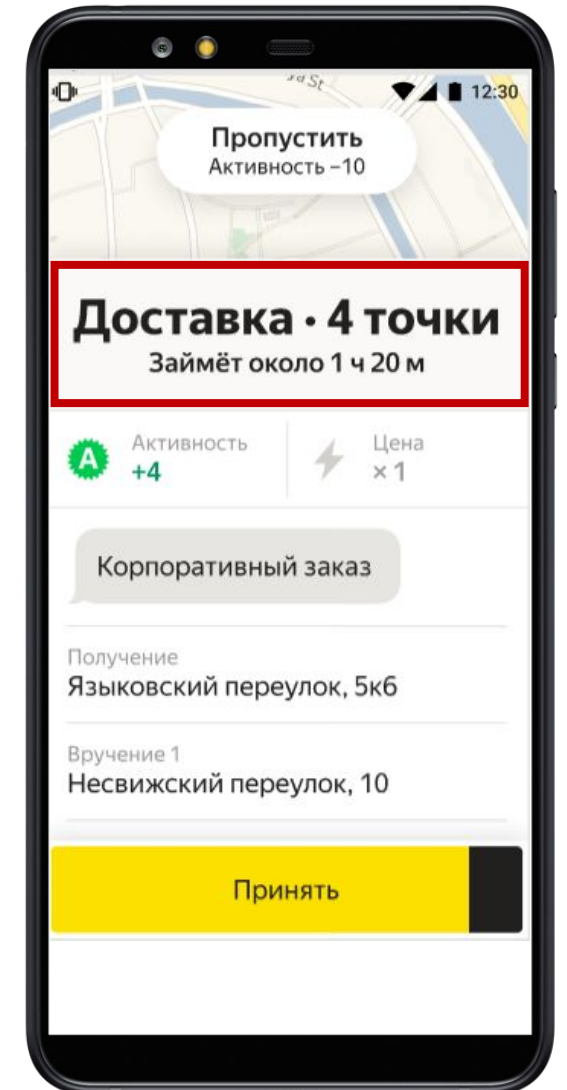 12:30
Пропустить
Активность −10
Доставка · 4 точки
Займёт около 1 ч 20 м
А
Активность
+4
Цена
×1
Корпоративный заказ
Получение
Языковский переулок, 5к6
Вручение 1
Несвижский переулок, 10
Принять